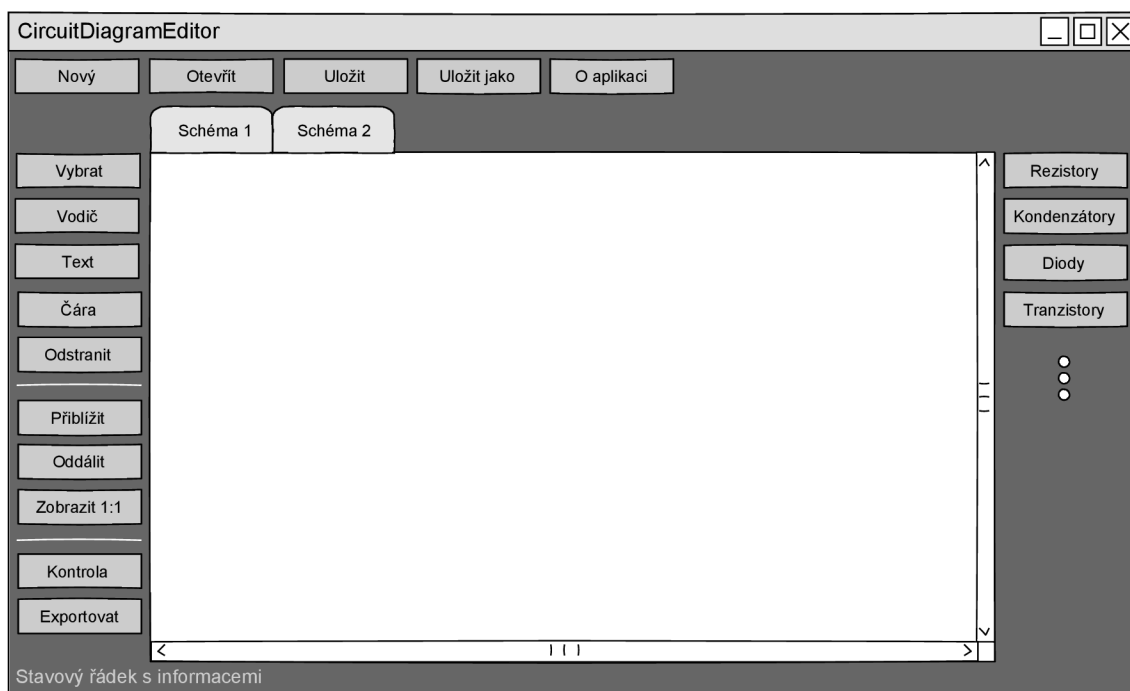 CircuitDiagramEditor
Nový Otevřít Uložit Uložit jako O aplikaci
Schéma 1 Schéma 2
Vybrat
Vodič
Text
Čára
Odstranit
Přiblížit
Oddálit
Zobrazit 1:1
Kontrola
Exportovat
Rezistory
Kondenzátory
Diody
Tranzistory
Stavový řádek s informacemi